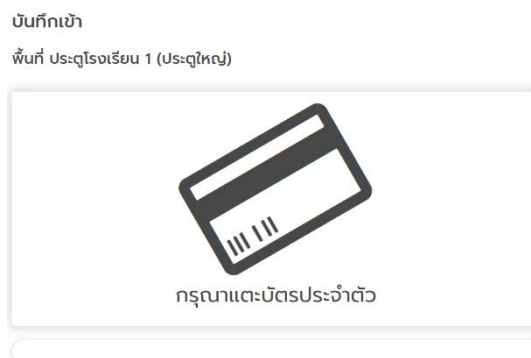 บันทึกเข้า
พื้นที่ ประตูโรงเรียน 1 (ประตูใหญ่)
กรุณาแตะบัตรประจำตัว